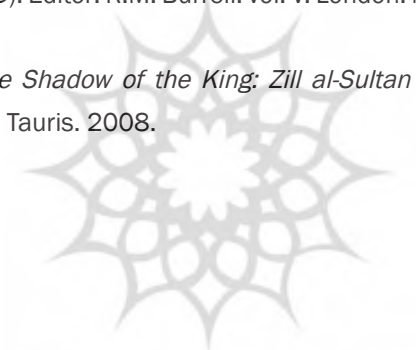 Editor: R.M. Burrell. Vol. V. London.
Shadow of the King: Zill al-Sultan
Tauris. 2008.